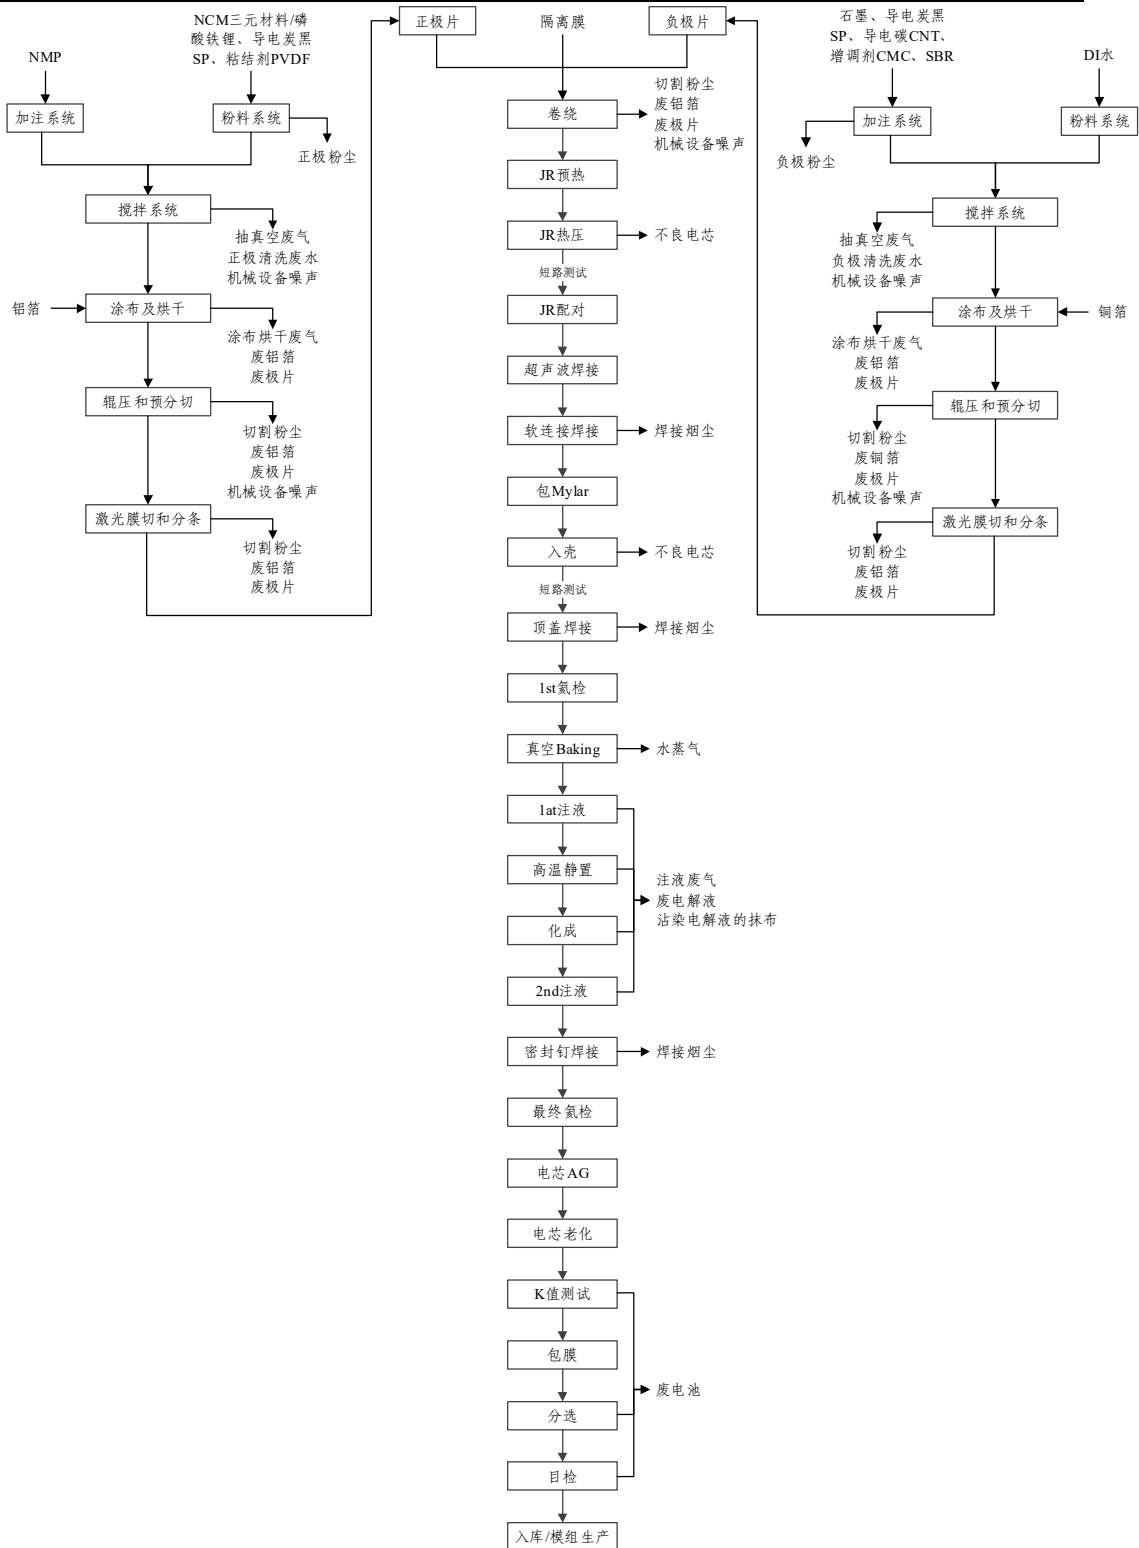 NCM三元材料/磷
酸铁锂、导电炭黑
SP、粘结剂PVDF
NMP
加注系统
粉料系统
正极粉尘
搅拌系统
抽真空废气
正极清洗废水
机械设备噪声
铝箔
涂布及烘干
涂布烘干废气
废铝箔
废极片
辊压和预分切
切割粉尘
废铝箔
废极片
机械设备噪声
激光膜切和分条
切割粉尘
废铝箔
废极片
正极片
隔离膜
负极片
卷绕
切割粉尘
废铝箔
废极片
机械设备噪声
JR预热
JR热压
不良电芯
短路测试
JR配对
超声波焊接
软连接焊接
焊接烟尘
包Mylar
入壳
不良电芯
短路测试
顶盖焊接
焊接烟尘
1st氦检
真空Baking
水蒸气
1at注液
高温静置
化成
2nd注液
注液废气
废电解液
沾染电解液的抹布
密封钉焊接
焊接烟尘
最终氦检
电芯AG
电芯老化
K值测试
包膜
分选
目检
废电池
入库/模组生产
石墨、导电炭黑
SP、导电碳CNT、
增调剂CMC、SBR
DI水
加注系统
粉料系统
负极粉尘
搅拌系统
抽真空废气
负极清洗废水
机械设备噪声
涂布及烘干
铜箔
涂布烘干废气
废铝箔
废极片
辊压和预分切
切割粉尘
废铜箔
废极片
机械设备噪声
激光膜切和分条
切割粉尘
废铝箔
废极片